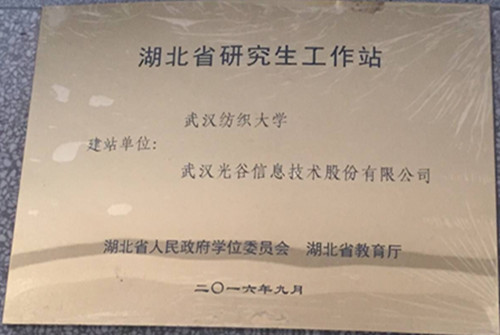 湖北省研究生工作站
武汉纺织大学
建站单位:
武汉光谷信息技术股份有限公司
湖北省人民政府学位委员会 湖北省教育厅
二〇一六年九月